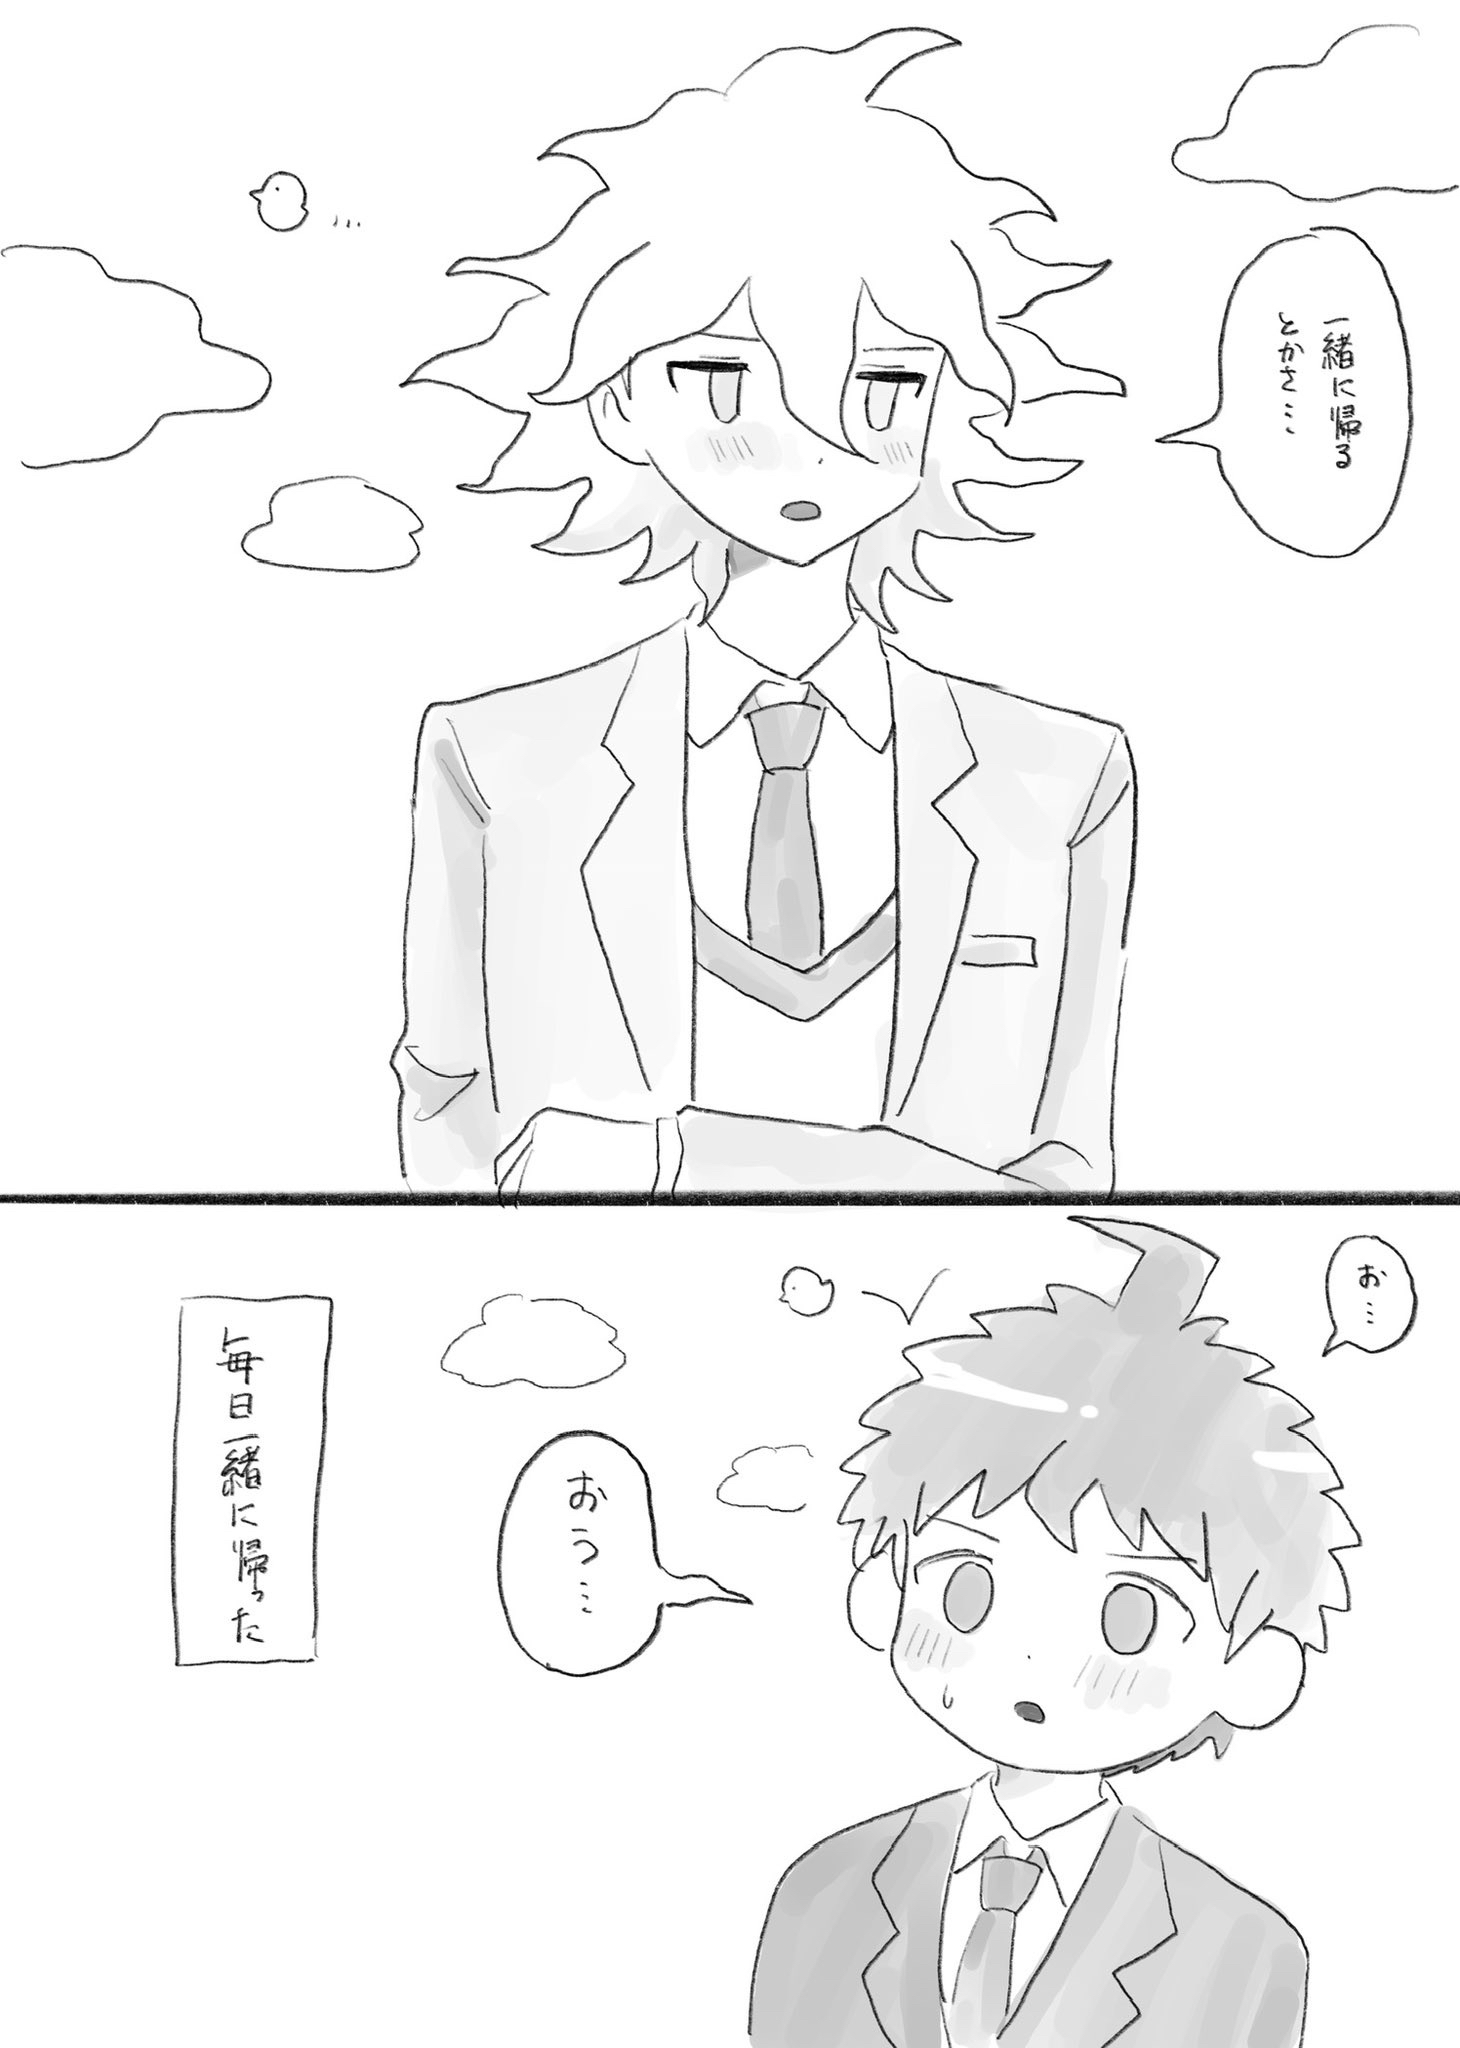 一緒に帰る
とかさ…
お…
おう…
毎日一緒に帰った